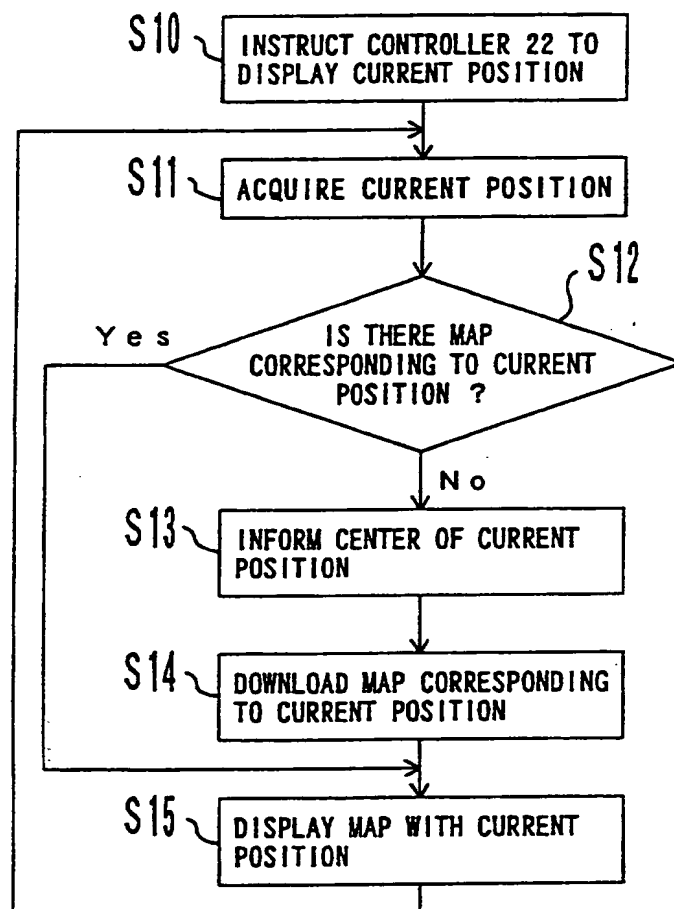 S10
INSTRUCT CONTROLLER 22 TO
DISPLAY CURRENT POSITION
S11
ACQUIRE CURRENT POSITION
S12
Yes
IS THERE MAP
CORRESPONDING TO CURRENT
POSITION ?
No
S13
INFORM CENTER OF CURRENT
POSITION
S14
DOWNLOAD MAP CORRESPONDING
TO CURRENT POSITION
S15
DISPLAY MAP WITH CURRENT
POSITION